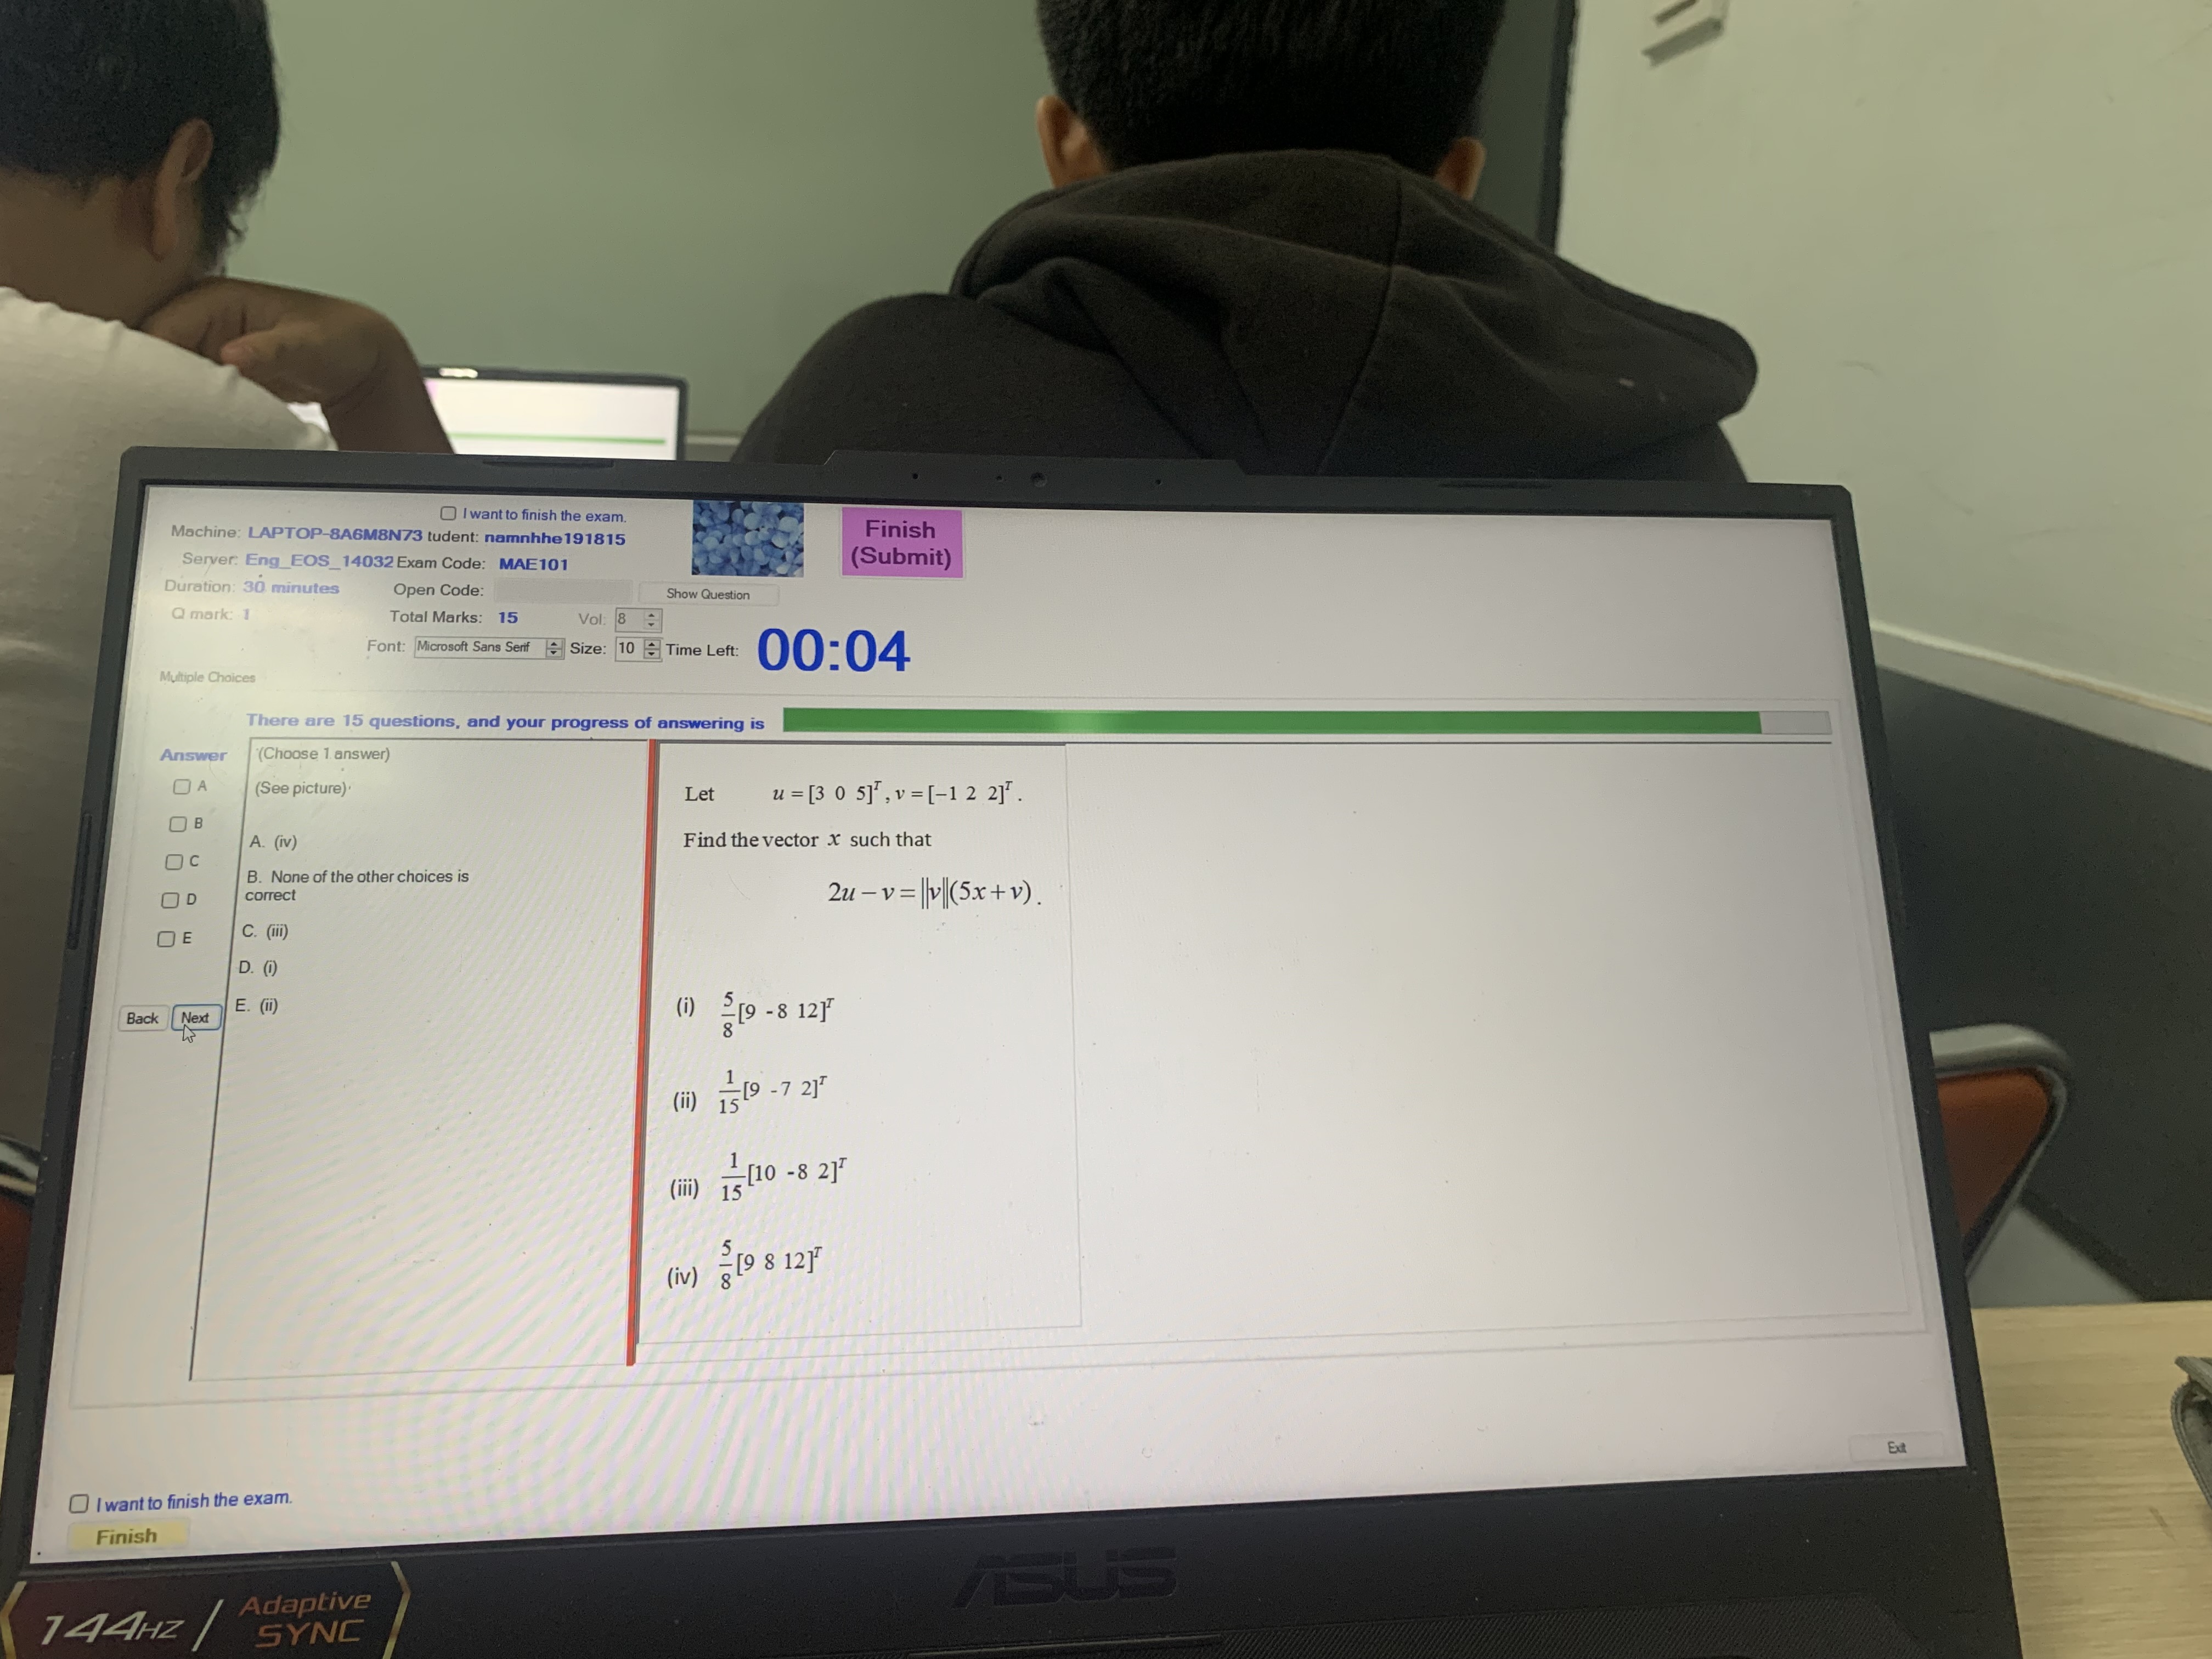 I want to finish the exam.
Machine: LAPTOP-8A6M8N73 tudent: namnhhe191815
Server: Eng_EOS_14032 Exam Code: MAE101
Duration: 30 minutes Open Code: Show Question
Q mark: 1 Total Marks: 15 Vol: 8
Font: Microsoft Sans Serif Size: 10 Time Left: 00:04
Finish
(Submit)
Multiple Choices
There are 15 questions, and your progress of answering is
Answer
A
B
C
D
E
Back Next
(Choose 1 answer)
(See picture)
A. (iv)
B. None of the other choices is
correct
C. (iii)
D. (i)
E. (ii)
Let u = [3 0 5]^T, v = [−1 2 2]^T.
Find the vector x such that
2u − v = ||v||(5x + v).
(i) 5/8 [9 -8 12]^T
(ii) 1/15 [9 -7 2]^T
(iii) 1/15 [10 -8 2]^T
(iv) 5/8 [9 8 12]^T
Exit
I want to finish the exam.
Finish
ASUS
144HZ / Adaptive
SYNC